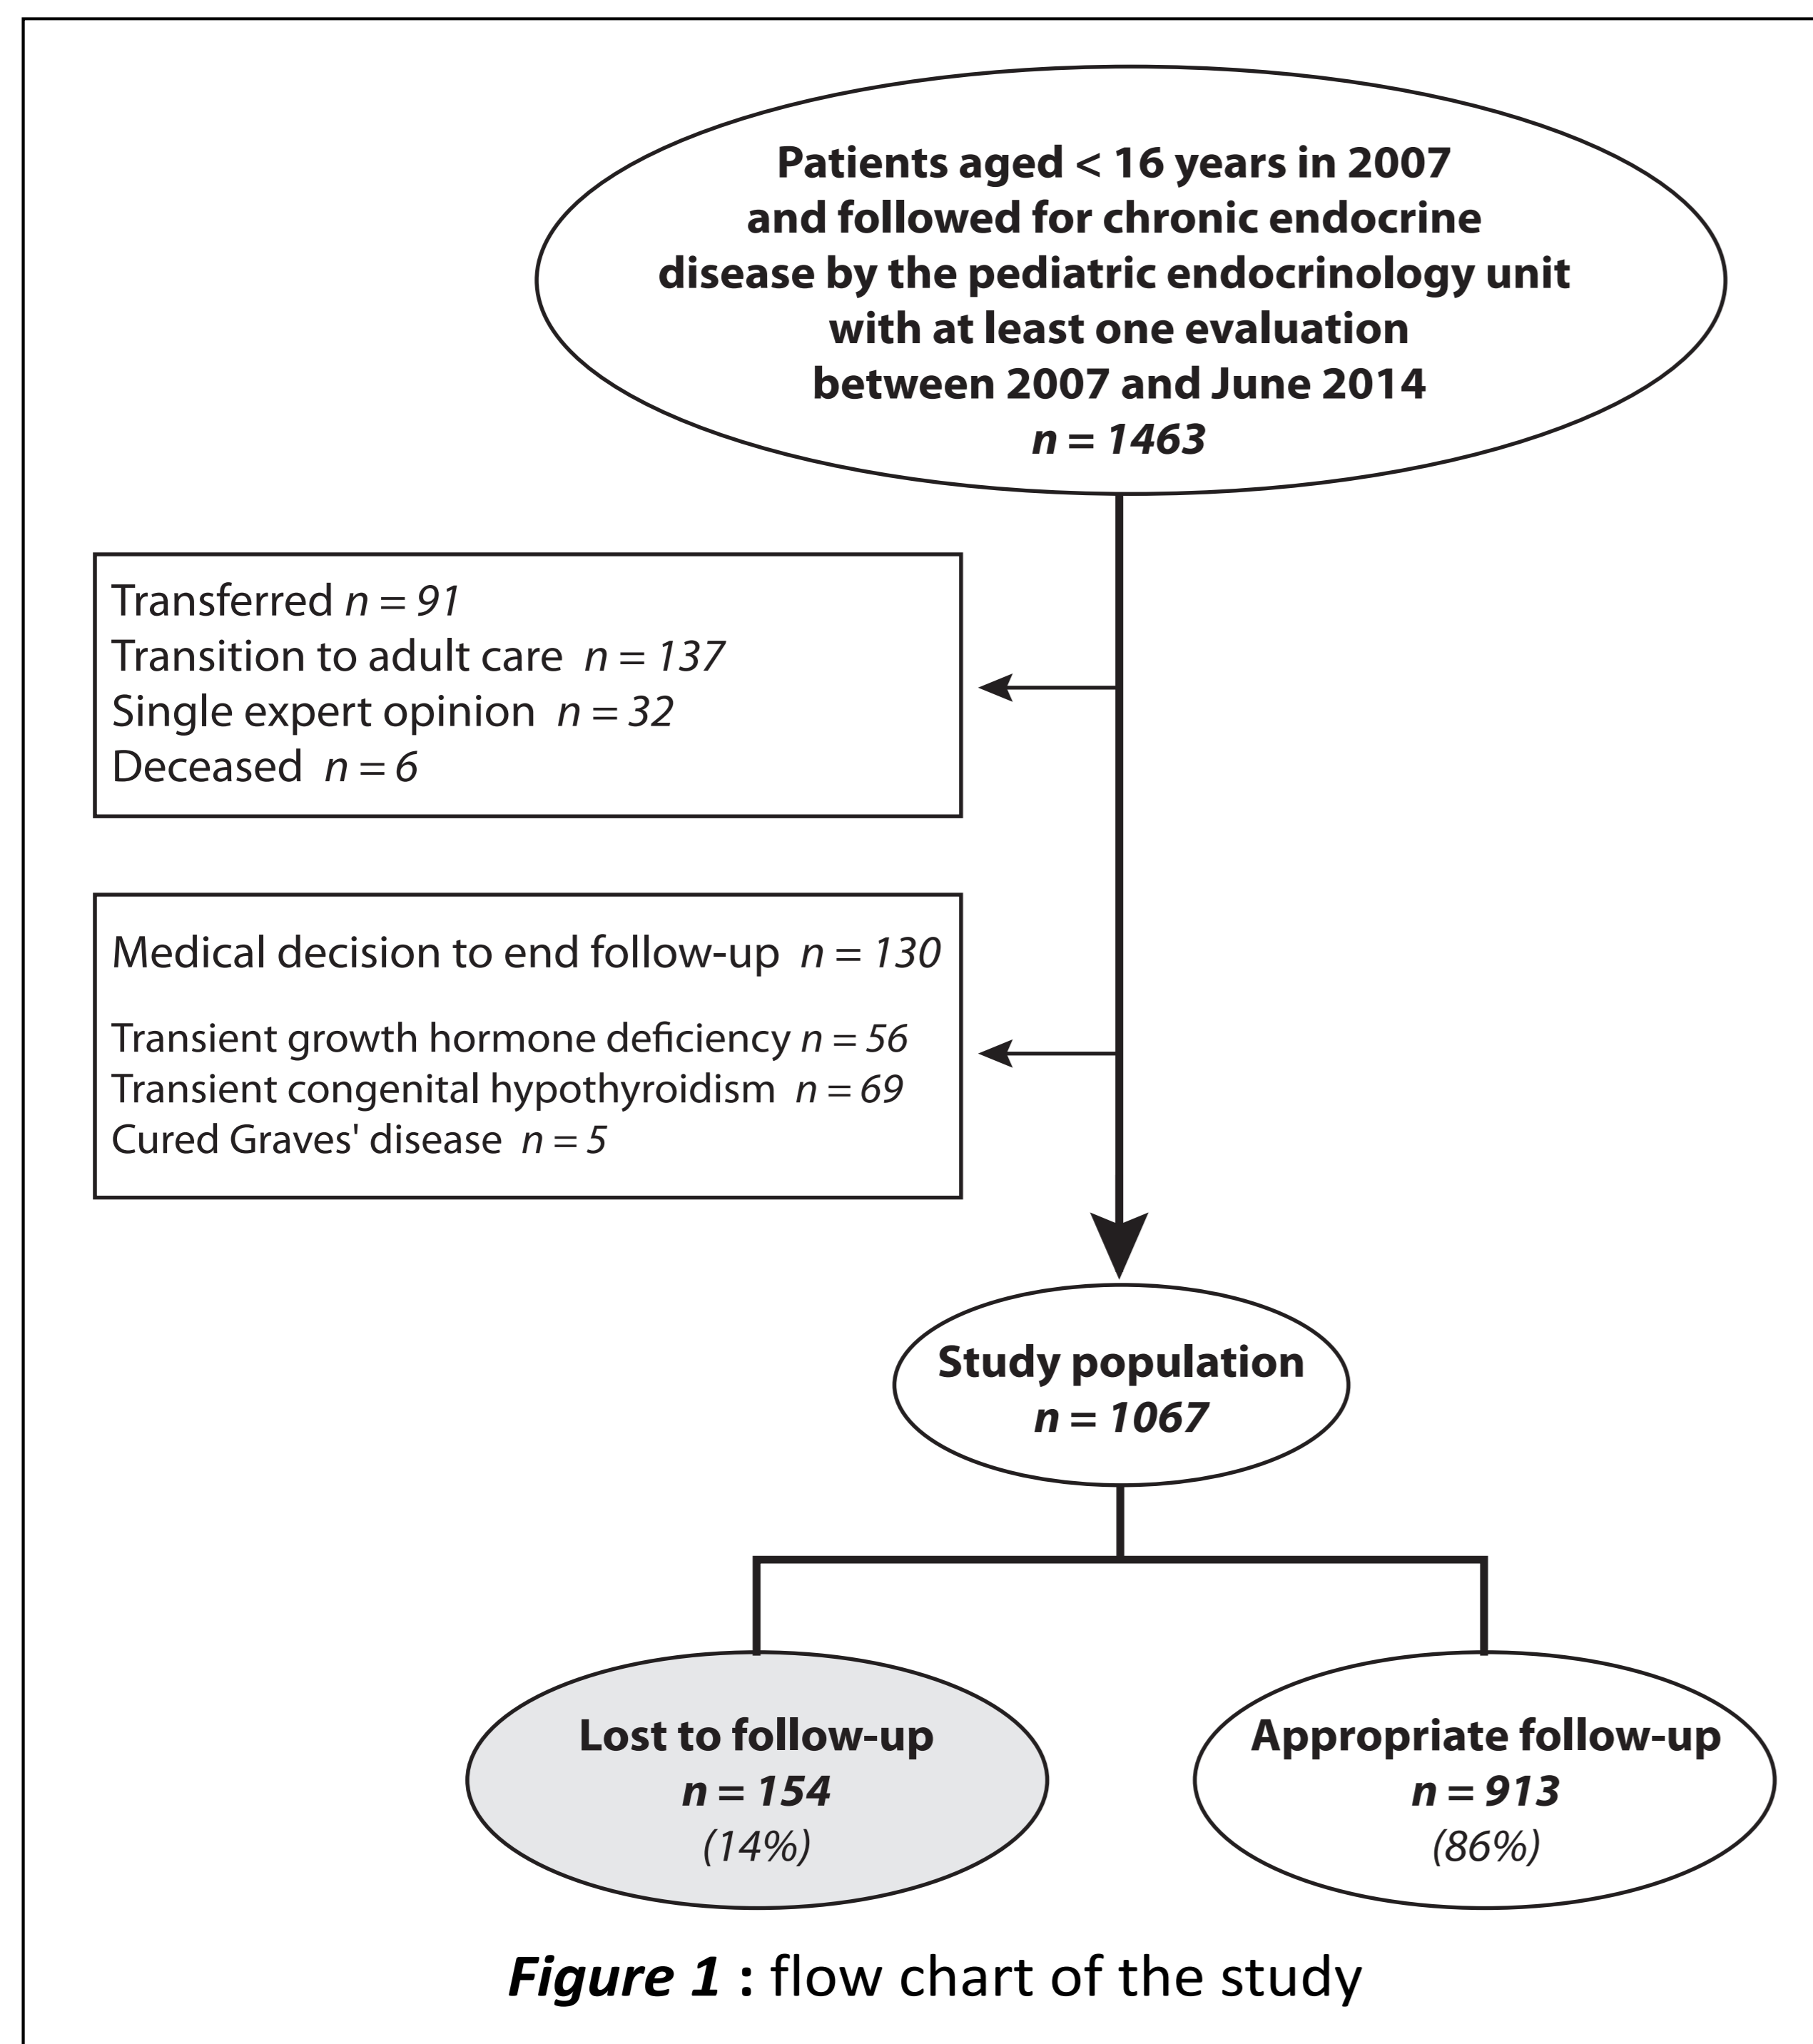 Patients aged < 16 years in 2007
and followed for chronic endocrine
disease by the pediatric endocrinology unit
with at least one evaluation
between 2007 and June 2014
n = 1463
Transferred n = 91
Transition to adult care n = 137
Single expert opinion n = 32
Deceased n = 6
Medical decision to end follow-up n = 130
Transient growth hormone deficiency n = 56
Transient congenital hypothyroidism n = 69
Cured Graves' disease n = 5
Study population
n = 1067
Lost to follow-up
n = 154
(14%)
Appropriate follow-up
n = 913
(86%)
Figure 1 : flow chart of the study